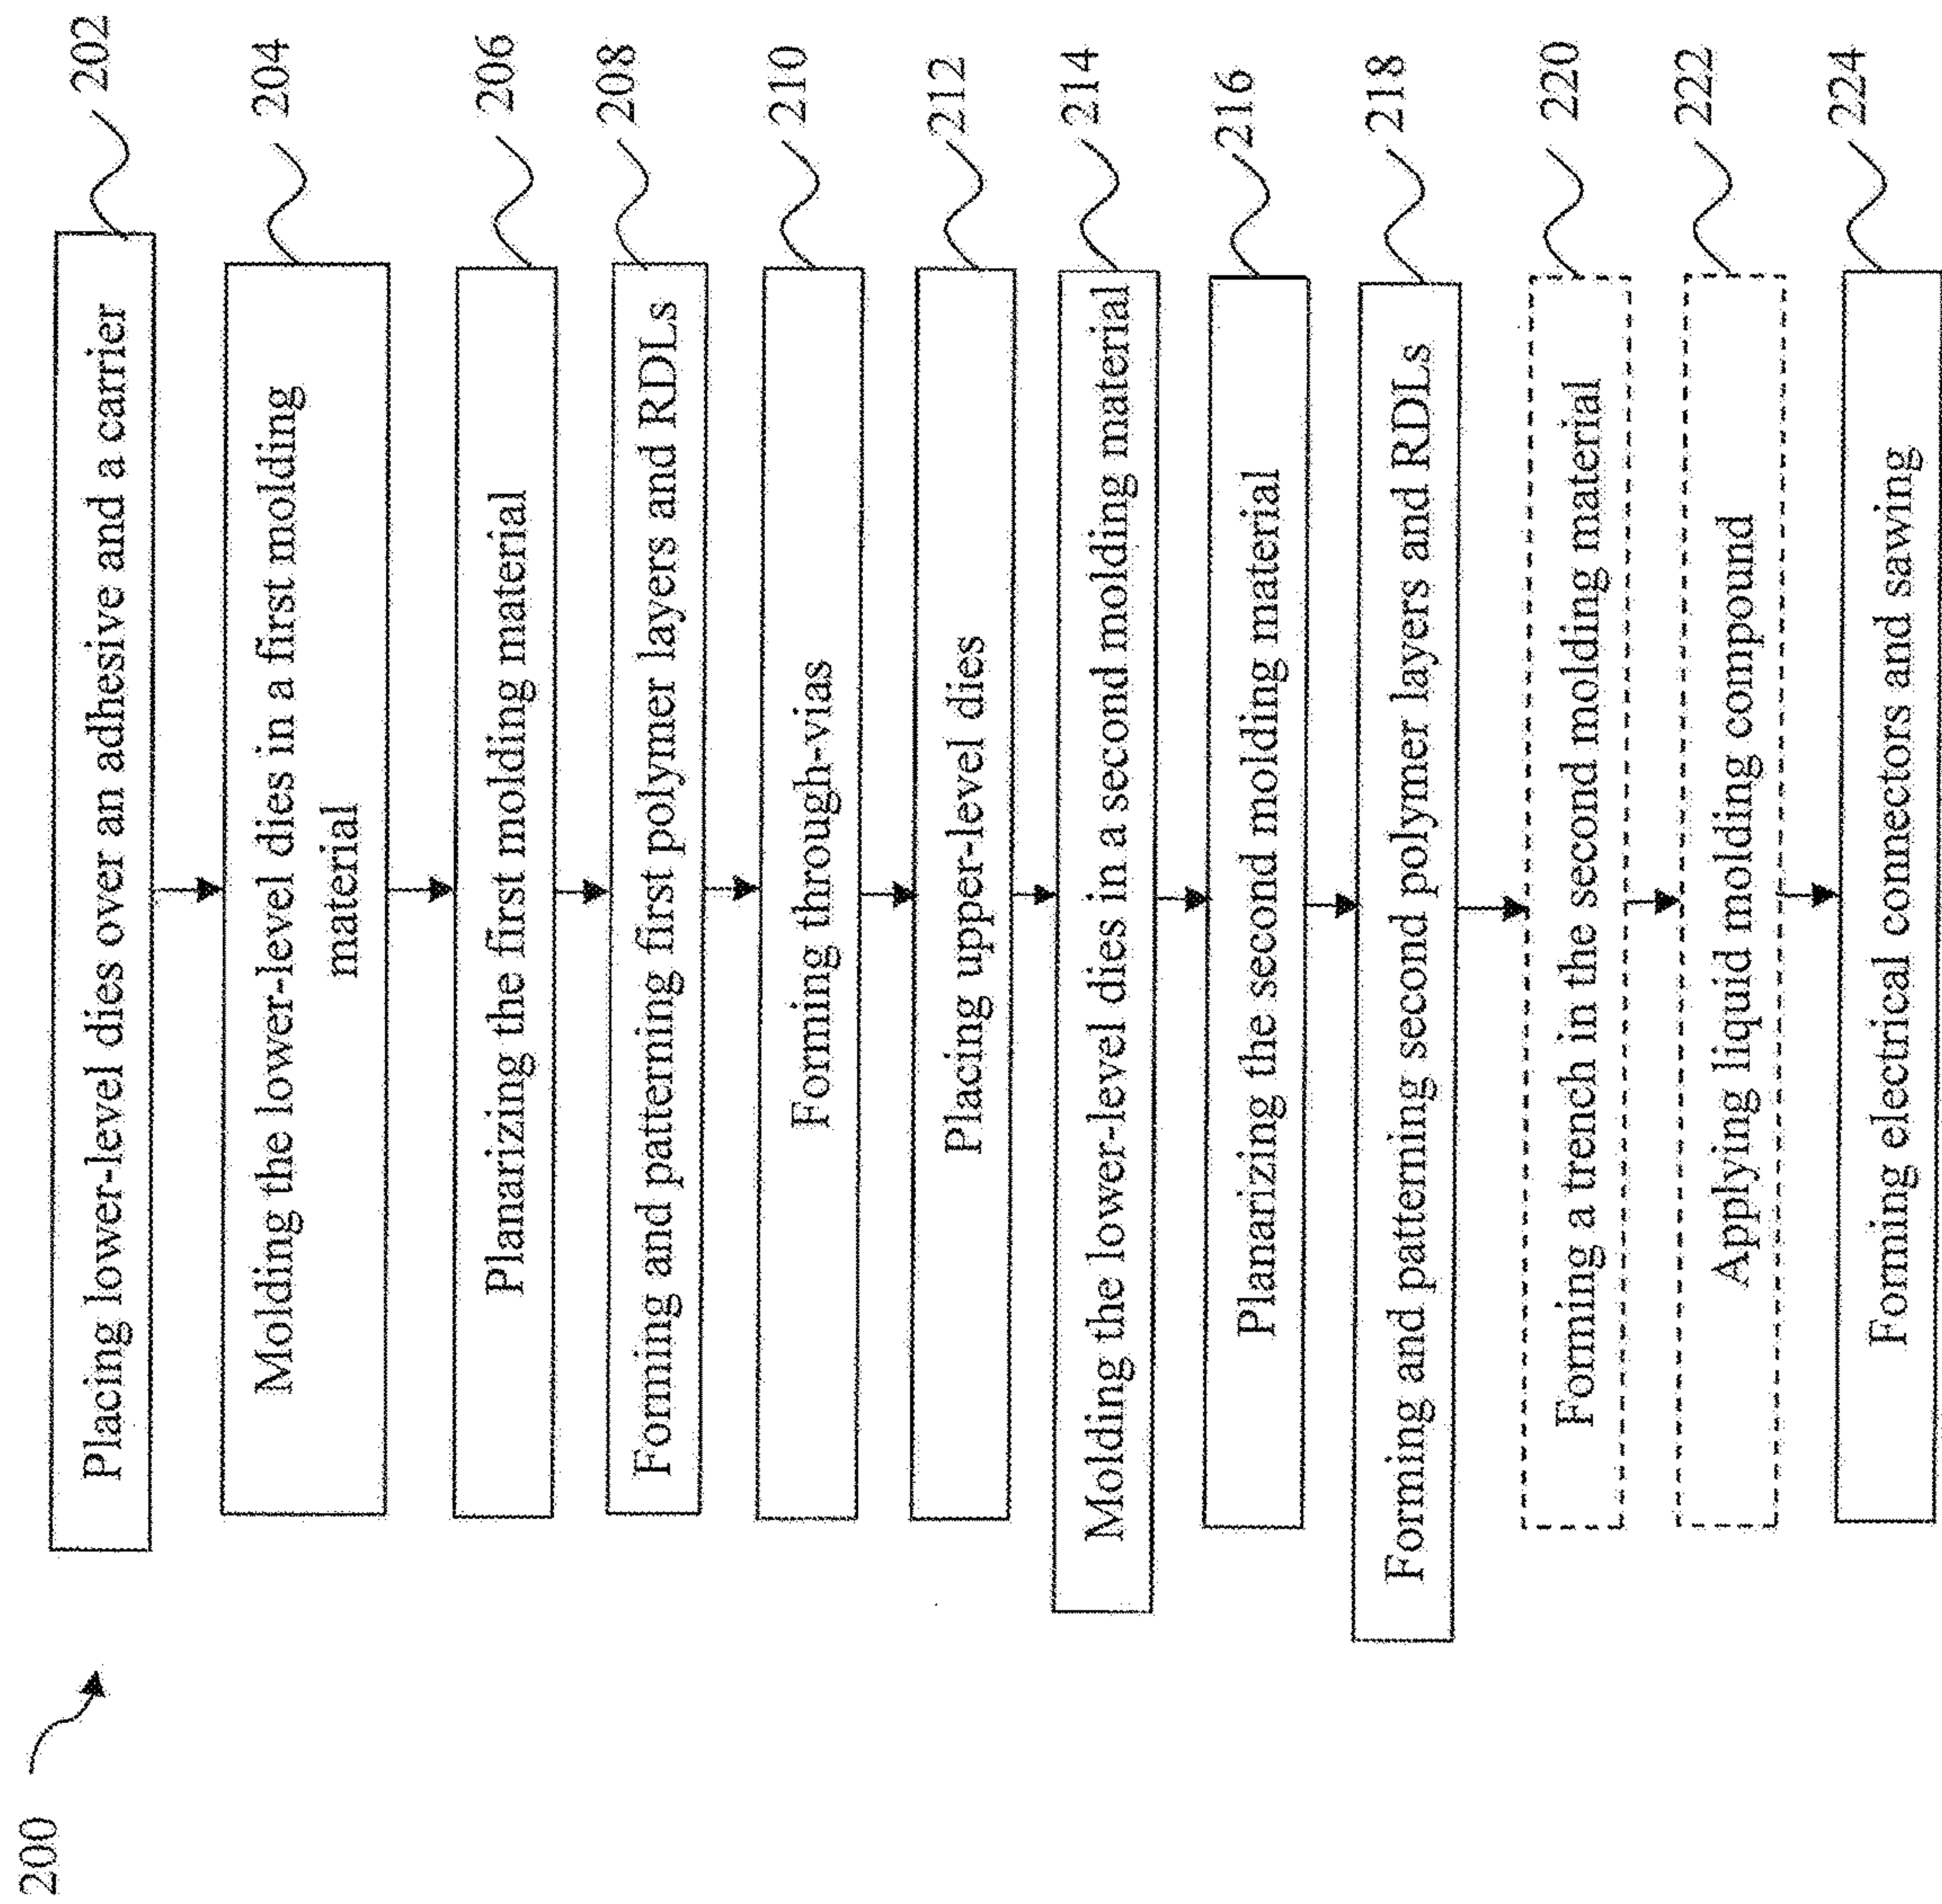 200
Placing lower-level dies over an adhesive and a carrier
202
Molding the lower-level dies in a first molding
material
204
Planarizing the first molding material
206
Forming and patterning first polymer layers and RDLs
208
Forming through-vias
210
Placing upper-level dies
212
Molding the lower-level dies in a second molding material
214
Planarizing the second molding material
216
Forming and patterning second polymer layers and RDLs
218
Forming a trench in the second molding material
220
Applying liquid molding compound
222
Forming electrical connectors and sawing
224